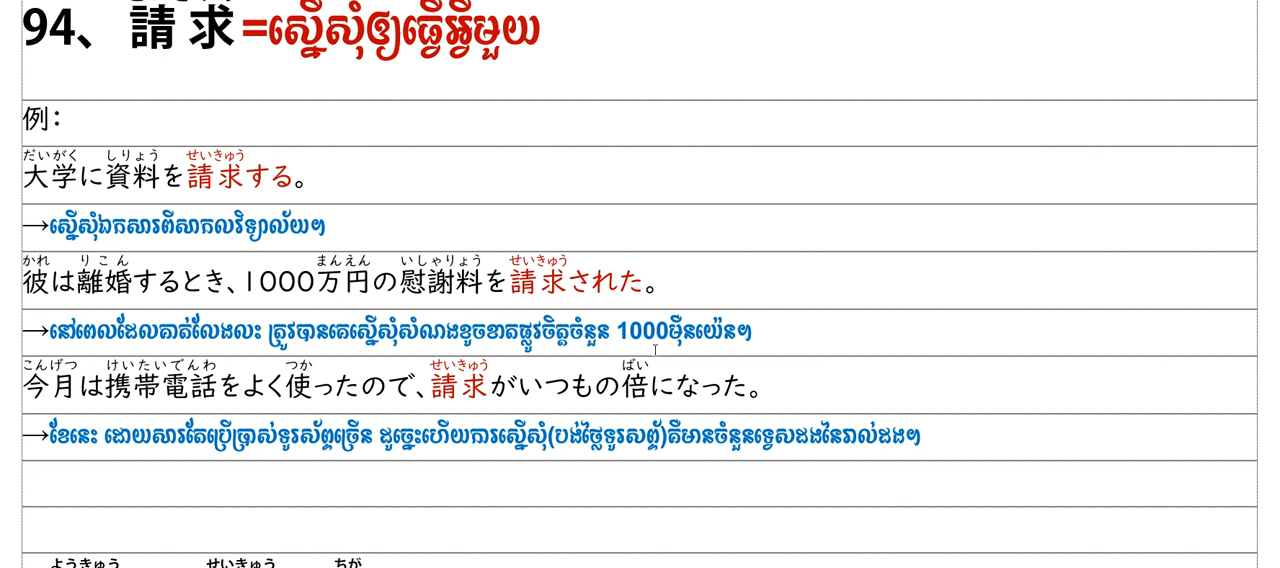 94、請求=ស្នើសុំឲ្យធ្វើអ្វីមួយ
例：
だいがく しりょう せいきゅう
大学に資料を請求する。
→ស្នើសុំឯកសារពីសាកលវិទ្យាល័យៗ
かれ りこん まんえん いしゃりょう せいきゅう
彼は離婚するとき、1000万円の慰謝料を請求された。
→នៅពេលដែលគាត់លែងលះ ត្រូវបានគេស្នើសុំសំណងខូចខាតផ្លូវចិត្តចំនួន 1000ម៉ឺនយ៉េនៗ
こんげつ けいたいでんわ つか せいきゅう ばい
今月は携帯電話をよく使ったので、請求がいつもの倍になった。
→ខែនេះ ដោយសារតែប្រើប្រាស់ទូរស័ព្ទច្រើន ដូច្នេះហើយការស្នើសុំ(បង់ថ្លៃទូរសព្ទ័)គឺមានចំនួនទ្វេសដងនៃរាល់ដងៗ
ようきゅう せいきゅう ちが